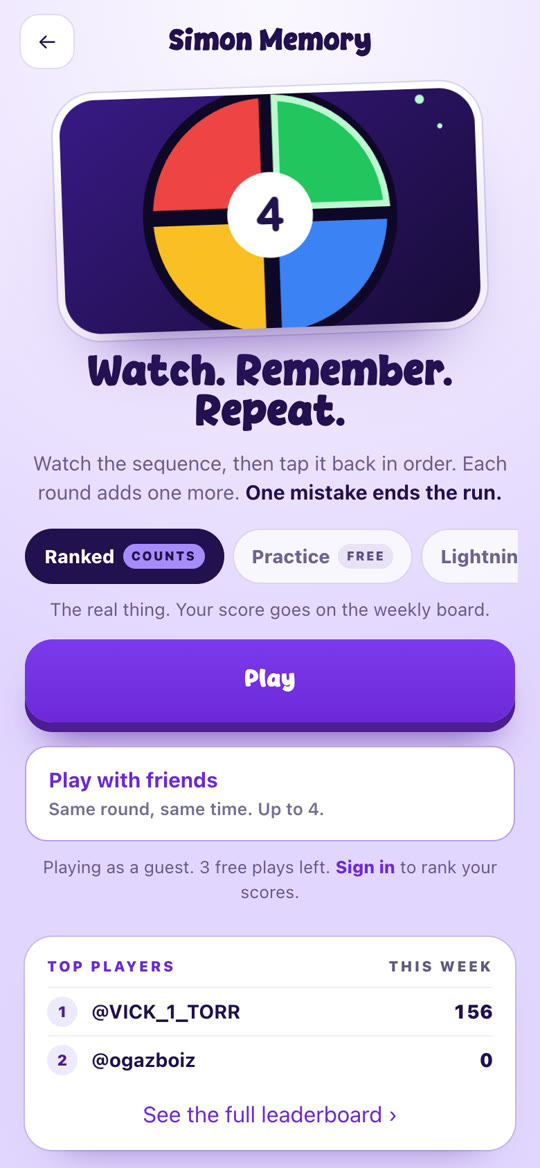 ←
Simon Memory
4
Watch. Remember.
Repeat.
Watch the sequence, then tap it back in order. Each
round adds one more. One mistake ends the run.
Ranked COUNTS Practice FREE Lightnin
The real thing. Your score goes on the weekly board.
Play
Play with friends
Same round, same time. Up to 4.
Playing as a guest. 3 free plays left. Sign in to rank your
scores.
TOP PLAYERS THIS WEEK
1 @VICK_1_TORR 156
2 @ogazboiz 0
See the full leaderboard ›